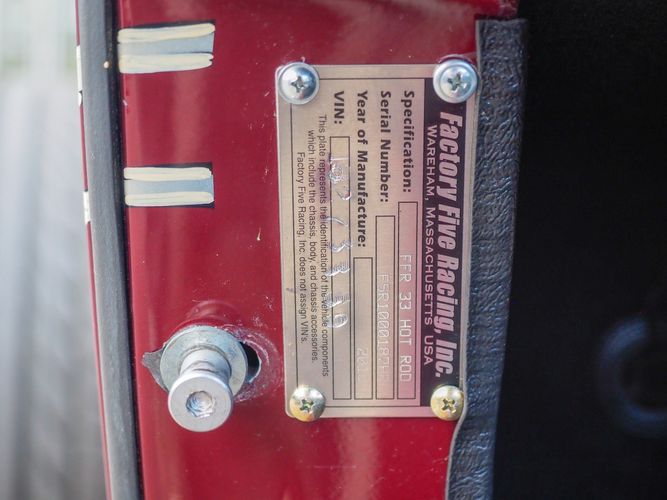 Factory Five Racing, Inc.
WAREHAM, MASSACHUSETTS USA
Specification: FFR 33 HOT ROD
Serial Number:
Year of Manufacture:
VIN:
This plate represents the identification of the vehicle components
which include the chassis, body, and chassis accessories.
Factory Five Racing, Inc. does not assign VIN's.